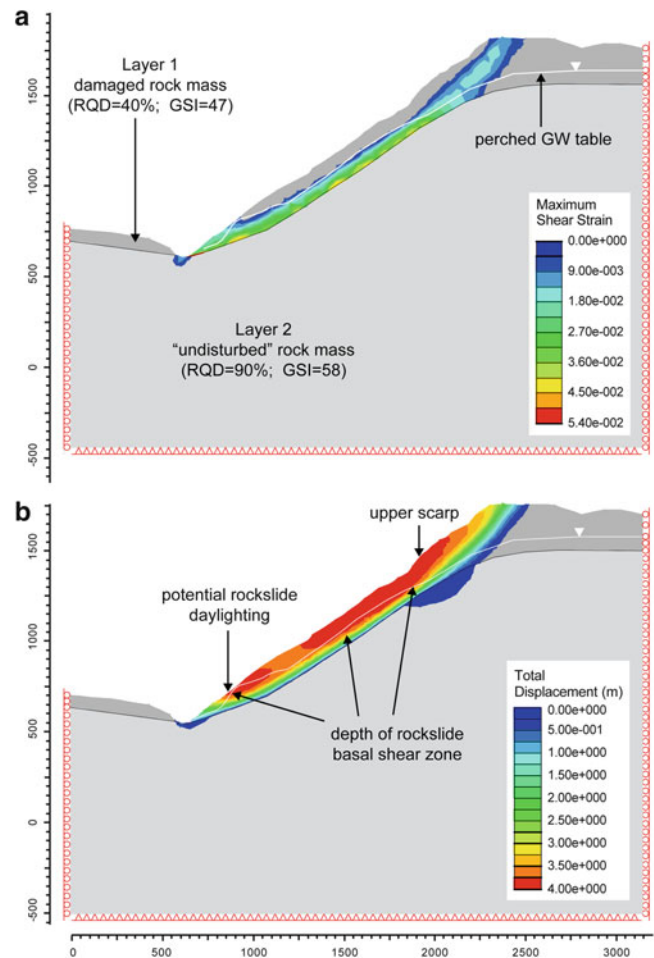 a
Layer 1
damaged rock mass
(RQD=40%; GSI=47)
perched GW table
1500
1000
500
0
-500
Layer 2
"undisturbed" rock mass
(RQD=90%; GSI=58)
Maximum
Shear Strain
0.00e+000
9.00e-003
1.80e-002
2.70e-002
3.60e-002
4.50e-002
5.40e-002
b
upper scarp
potential rockslide
daylighting
depth of rockslide
basal shear zone
1500
1000
500
0
-500
Total
Displacement (m)
0.00e+000
5.00e-001
1.00e+000
1.50e+000
2.00e+000
2.50e+000
3.00e+000
3.50e+000
4.00e+000
0 500 1000 1500 2000 2500 3000